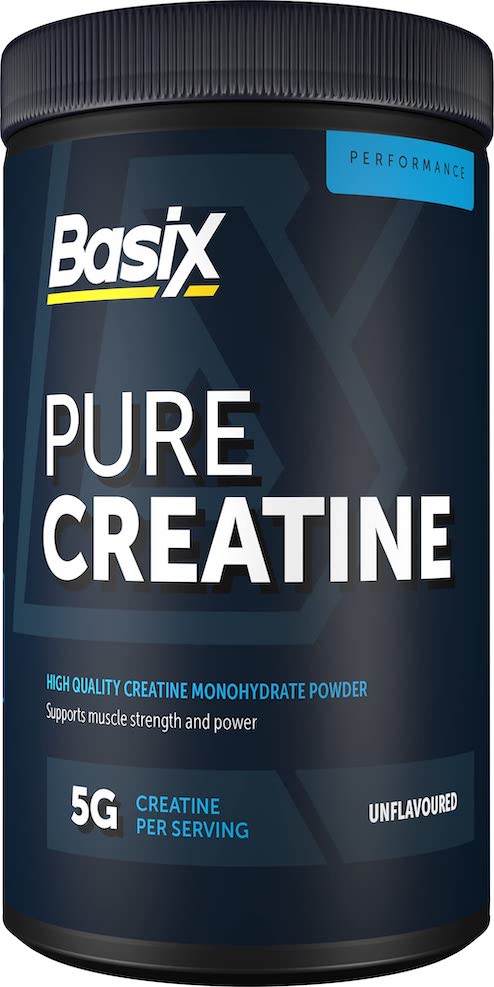 PERFORMANCE
Basix
PURE
CREATINE
HIGH QUALITY CREATINE MONOHYDRATE POWDER
Supports muscle strength and power
5G CREATINE
PER SERVING
UNFLAVOURED